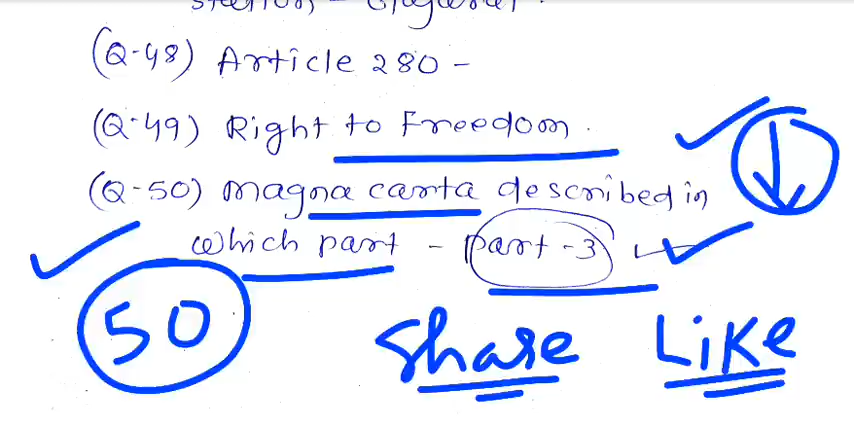 (Q-48) Article 280 -
(Q-49) Right to Freedom.
(Q-50) magna carta described in
which part - part-3
50 Share Like